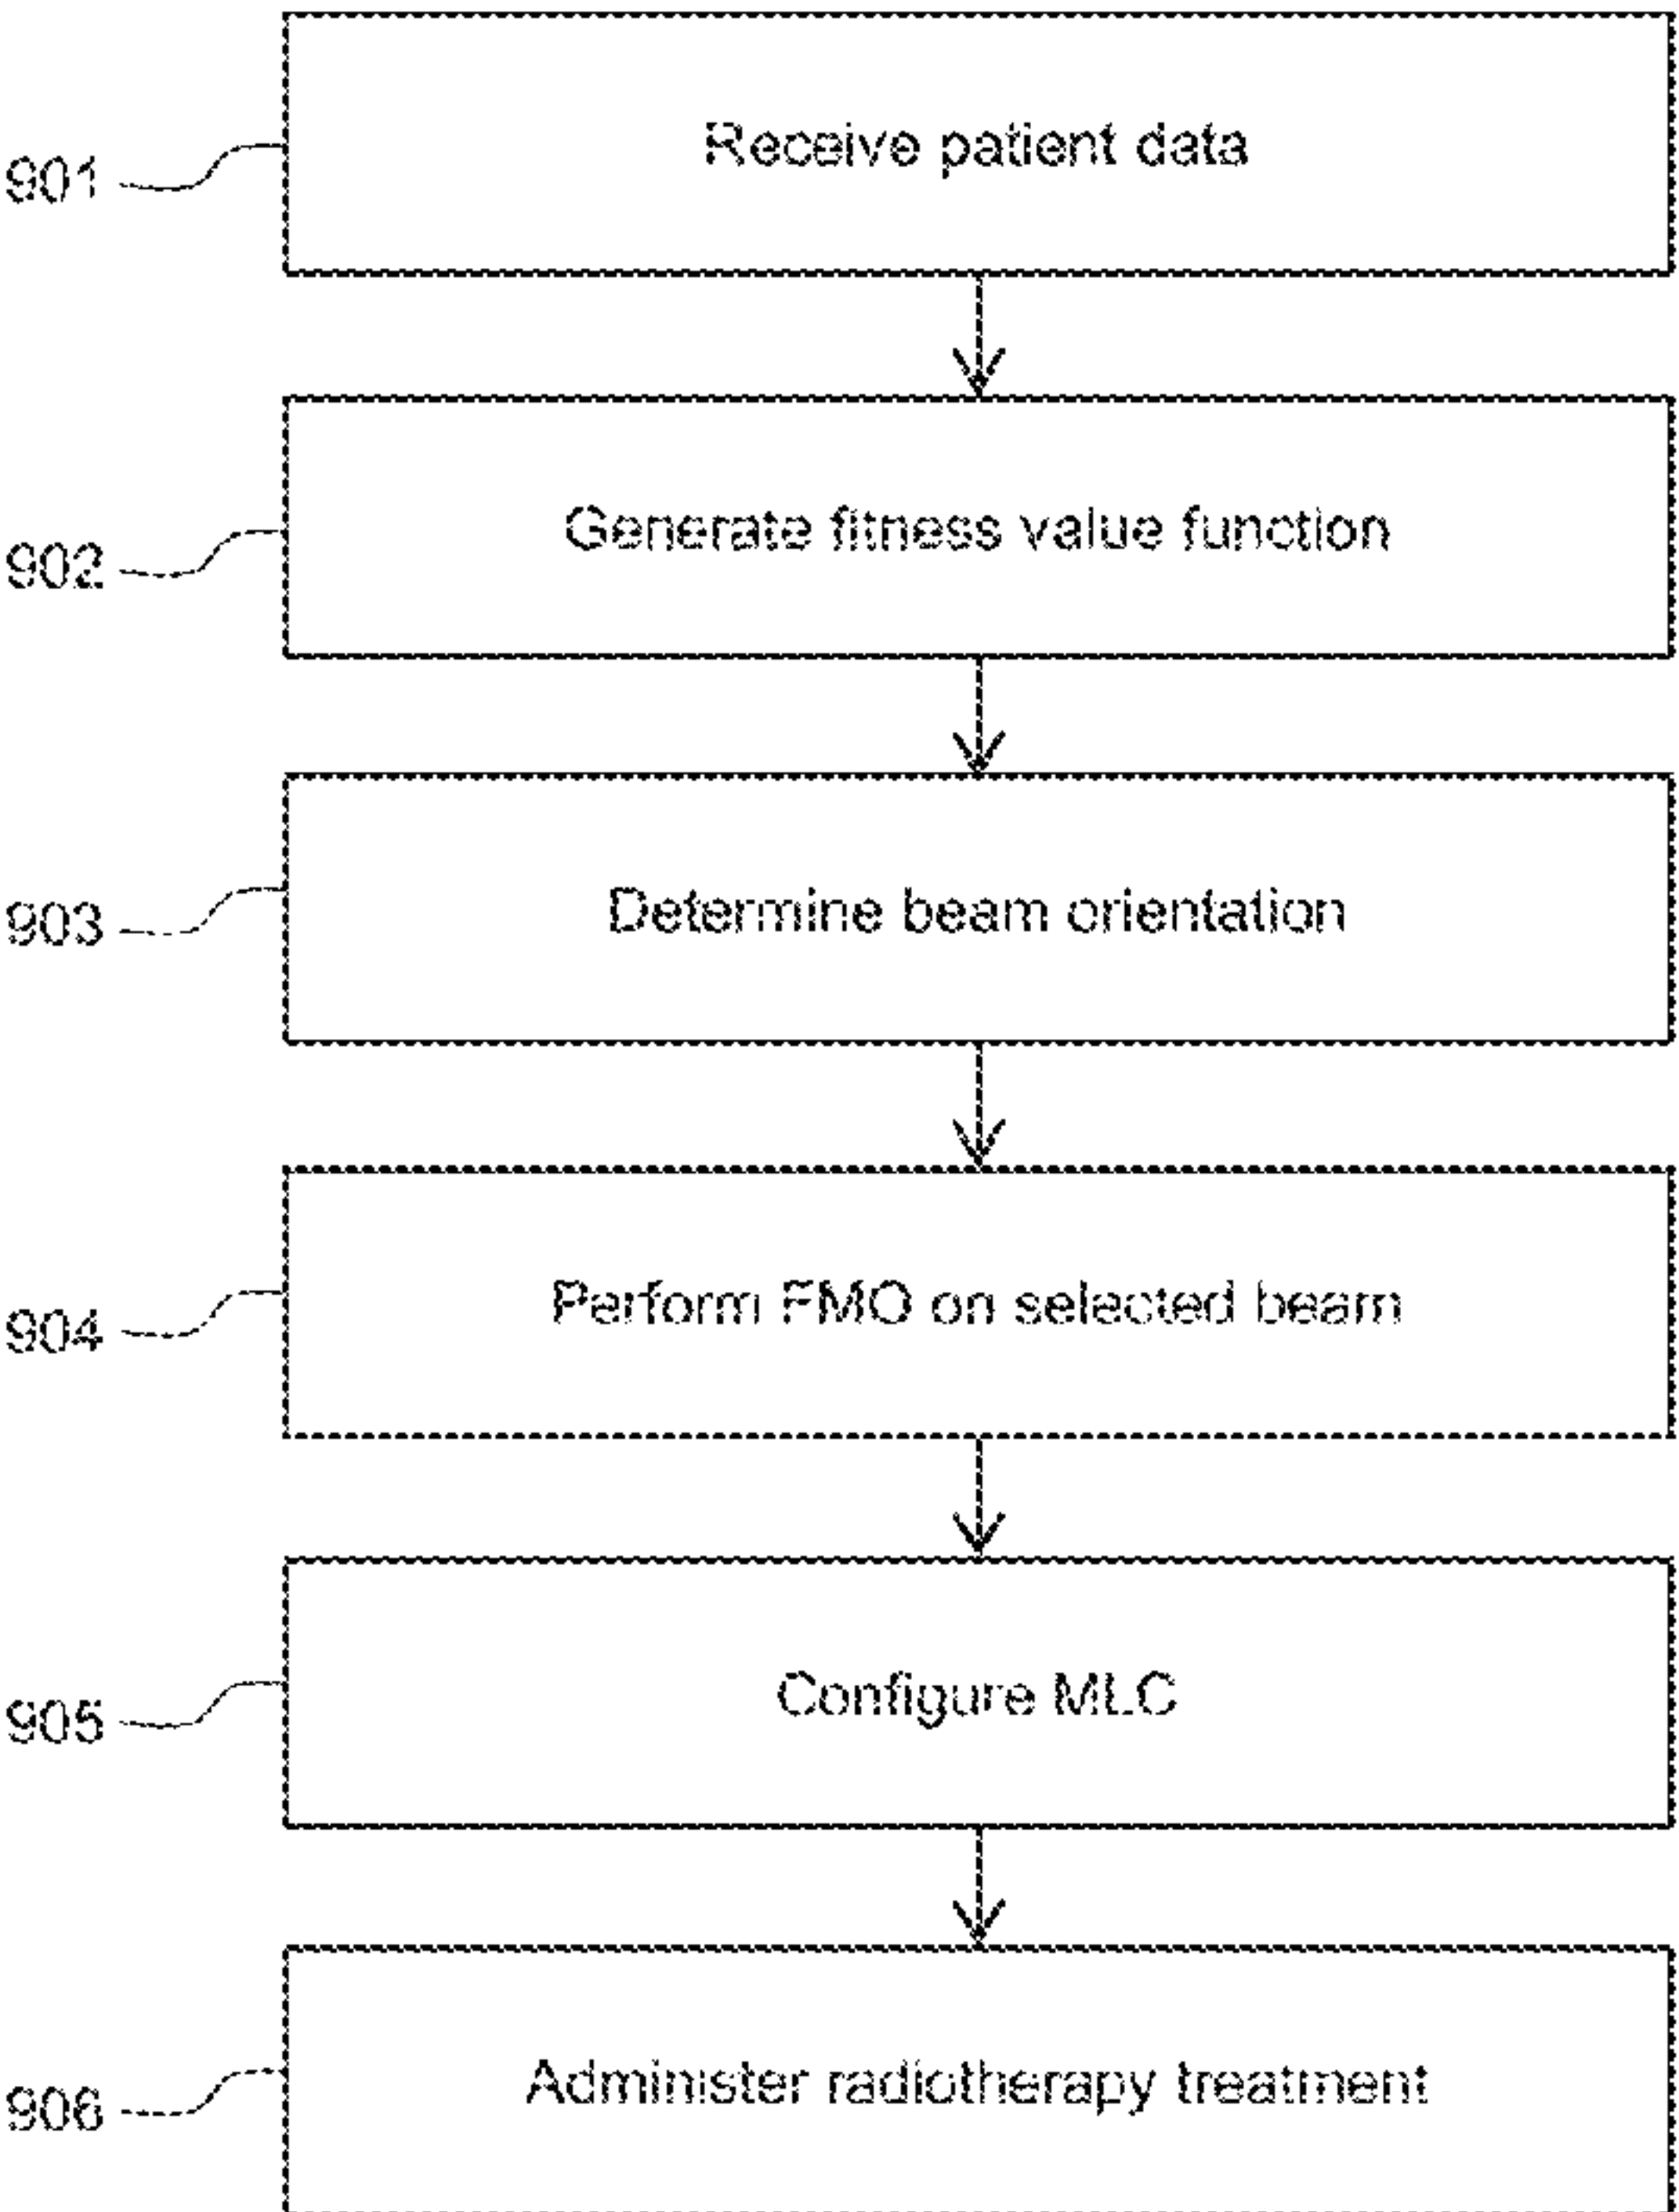 901
Receive patient data
902
Generate fitness value function
903
Determine beam orientation
904
Perform FMO on selected beam
905
Configure MLC
906
Administer radiotherapy treatment